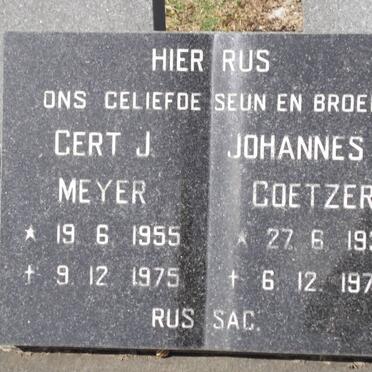 HIER RUS
ONS GELIEFDE SEUN EN BROE
GERT J. JOHANNES
MEYER COETZER
* 19. 6. 1955 * 27. 6. 19
† 9. 12. 1975 † 6. 12. 197
RUS SAG.